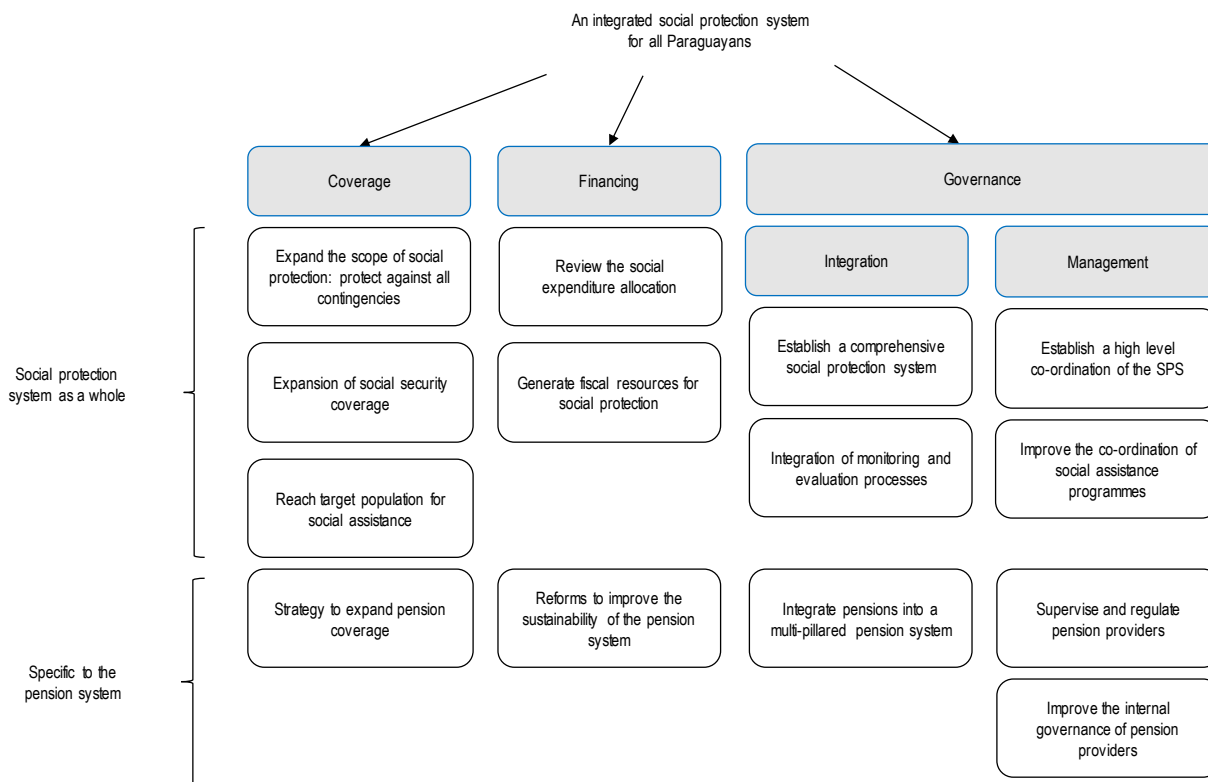 An integrated social protection system
for all Paraguayans
Coverage
Financing
Governance
Integration
Management
Social protection
system as a whole
Expand the scope of social
protection: protect against all
contingencies
Review the social
expenditure allocation
Establish a comprehensive
social protection system
Establish a high level
co-ordination of the SPS
Expansion of social security
coverage
Generate fiscal resources for
social protection
Integration of monitoring and
evaluation processes
Improve the co-ordination of
social assistance
programmes
Reach target population for
social assistance
Specific to the
pension system
Strategy to expand pension
coverage
Reforms to improve the
sustainability of the pension
system
Integrate pensions into a
multi-pillared pension system
Supervise and regulate
pension providers
Improve the internal
governance of pension
providers